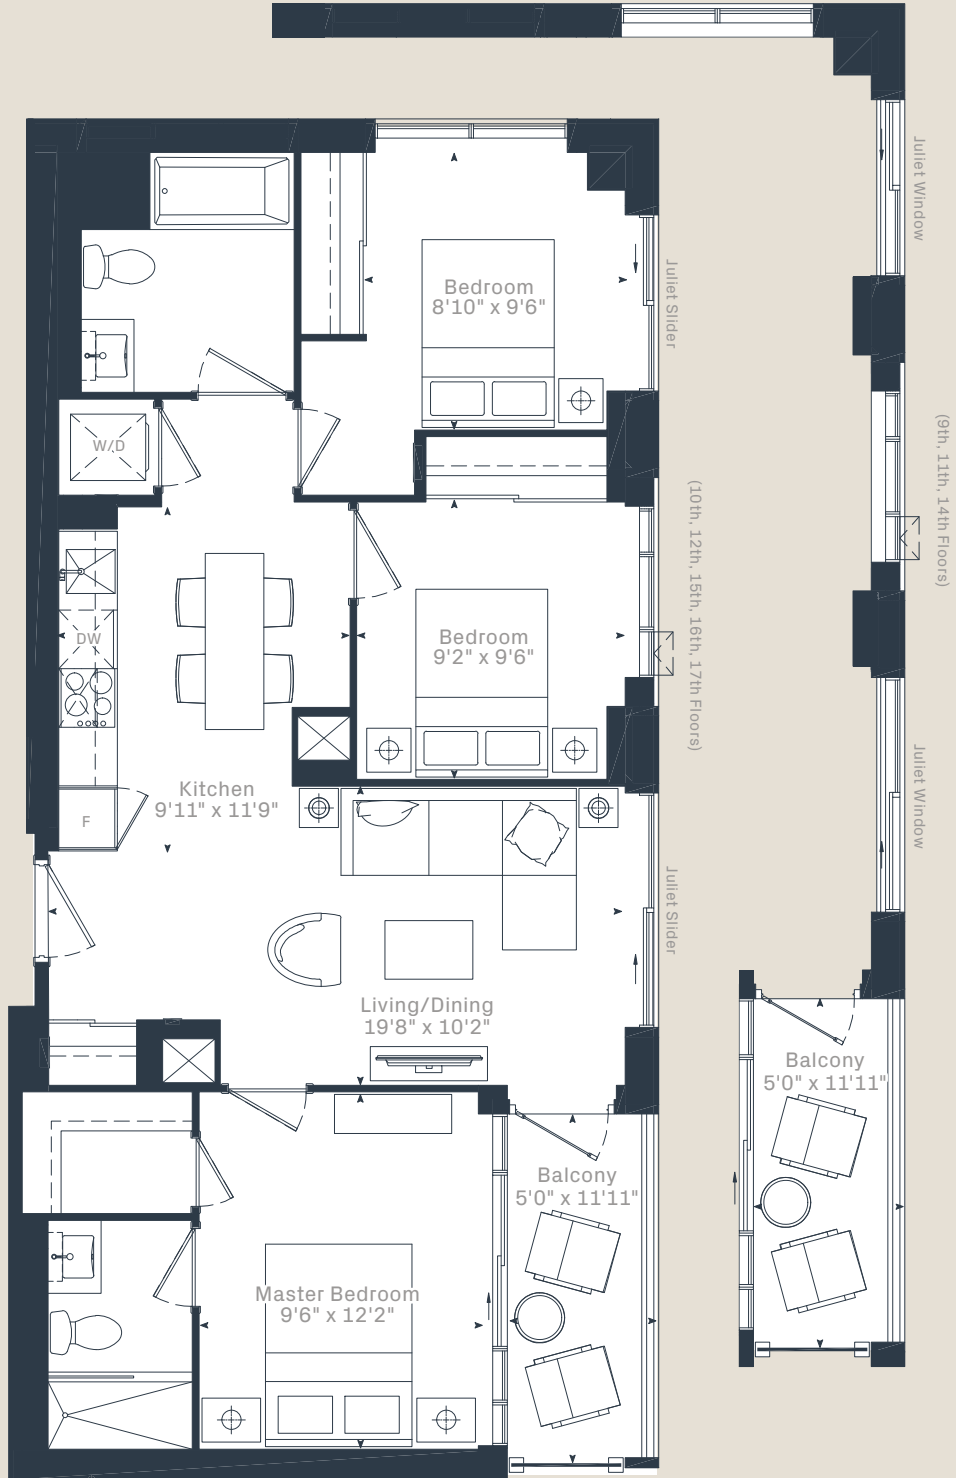 Juliet Window
Bedroom
8'10" x 9'6"
Juliet Slider
W/D
(9th, 11th, 14th Floors)
(10th, 12th, 15th, 16th, 17th Floors)
DW
Bedroom
9'2" x 9'6"
Kitchen
9'11" x 11'9"
F
Juliet Window
Juliet Slider
Living/Dining
19'8" x 10'2"
Balcony
5'0" x 11'11"
Balcony
5'0" x 11'11"
Master Bedroom
9'6" x 12'2"